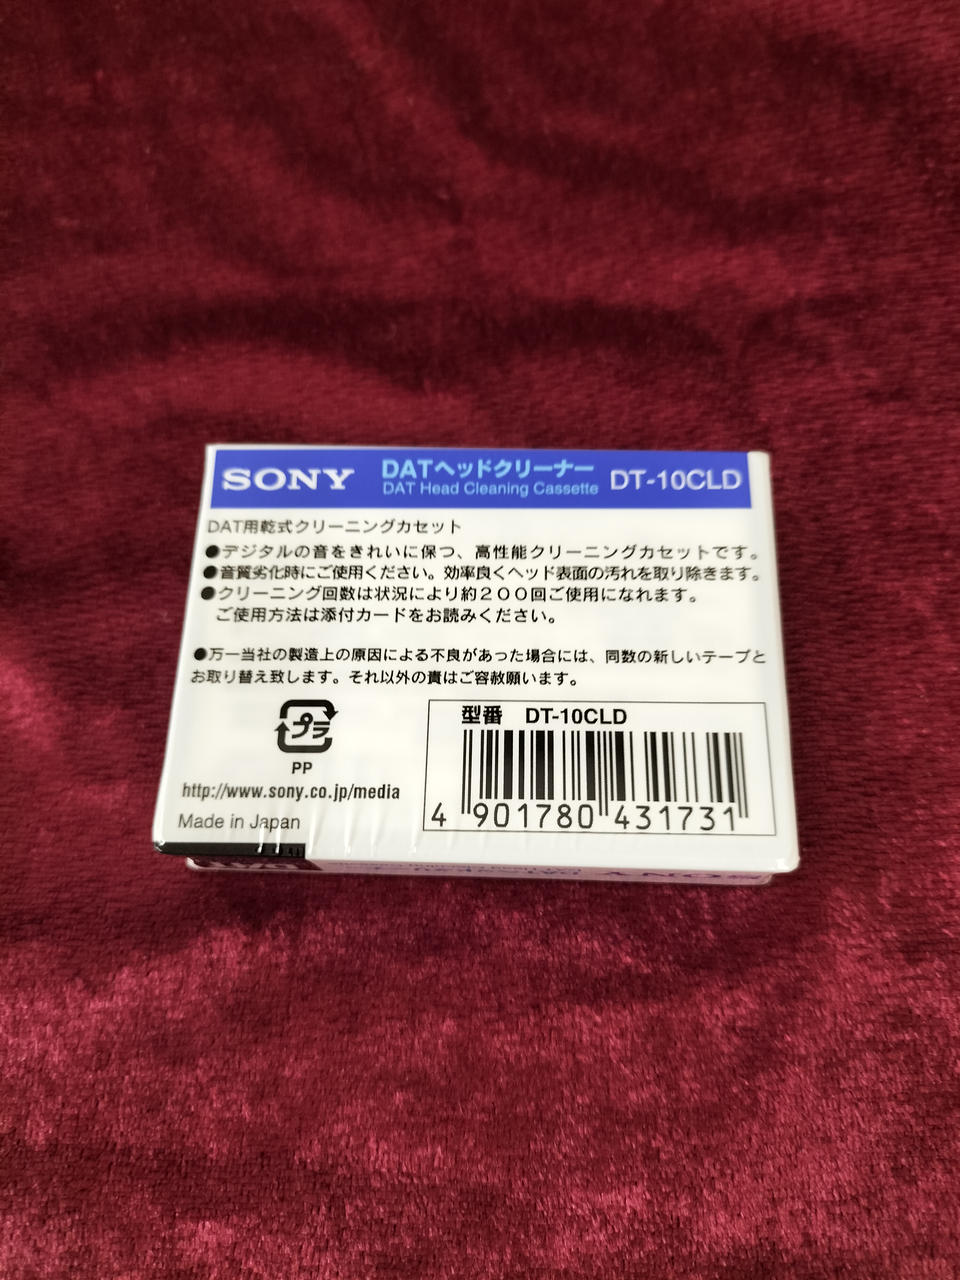 SONY DATヘッドクリーナー DT-10CLD
DAT Head Cleaning Cassette
DAT用乾式クリーニングカセット
●デジタルの音をきれいに保つ、高性能クリーニングカセットです。
●音質劣化時にご使用ください。効率良くヘッド表面の汚れを取り除きます。
●クリーニング回数は状況により約200回ご使用になれます。
ご使用方法は添付カードをお読みください。
●万一当社の製造上の原因による不良があった場合には、同数の新しいテープと
お取り替え致します。それ以外の責はご容赦願います。
プラ
PP
http://www.sony.co.jp/media
Made in Japan
型番 DT-10CLD
4 901780 431731
SONY